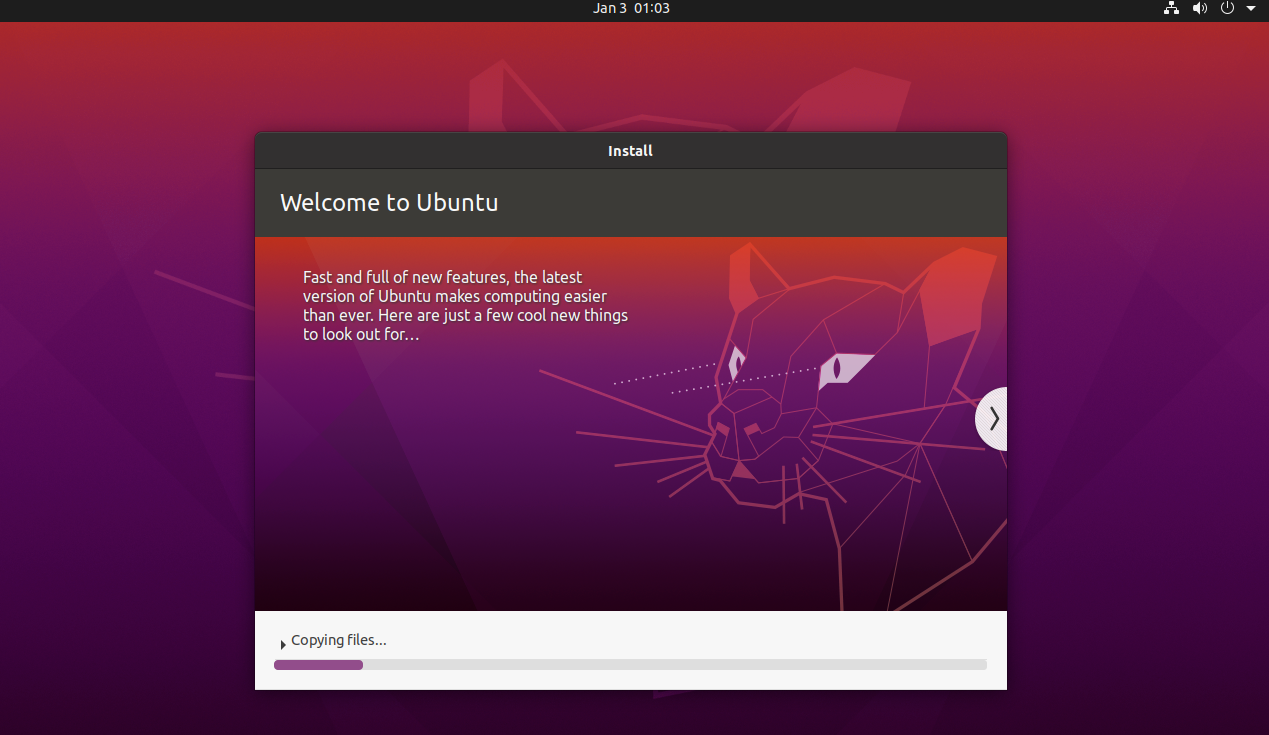 Jan 3 01:03
Install
Welcome to Ubuntu
Fast and full of new features, the latest
version of Ubuntu makes computing easier
than ever. Here are just a few cool new things
to look out for…
Copying files…